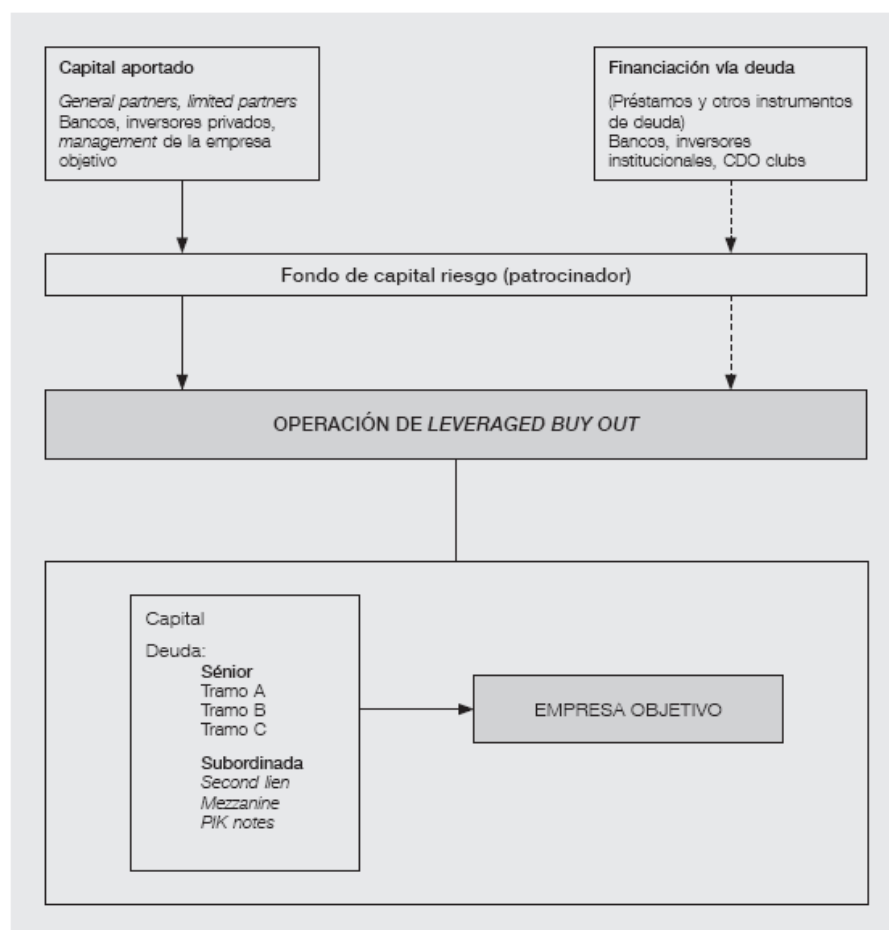 Capital aportado
General partners, limited partners
Bancos, inversores privados,
management de la empresa
objetivo
Financiación vía deuda
(Préstamos y otros instrumentos
de deuda)
Bancos, inversores
institucionales, CDO clubs
Fondo de capital riesgo (patrocinador)
OPERACIÓN DE LEVERAGED BUY OUT
Capital
Deuda:
Sénior
Tramo A
Tramo B
Tramo C
Subordinada
Second lien
Mezzanine
PIK notes
EMPRESA OBJETIVO